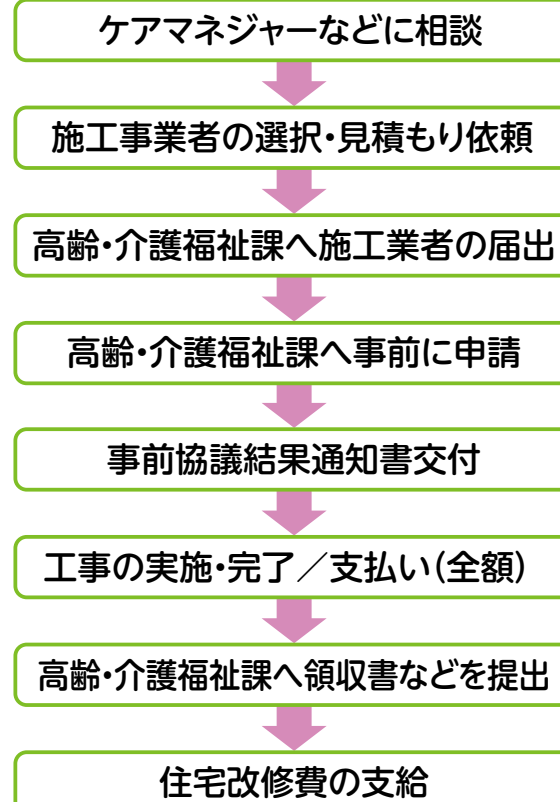 ケアマネジャーなどに相談
施工事業者の選択・見積もり依頼
高齢・介護福祉課へ施工業者の届出
高齢・介護福祉課へ事前に申請
事前協議結果通知書交付
工事の実施・完了／支払い(全額)
高齢・介護福祉課へ領収書などを提出
住宅改修費の支給